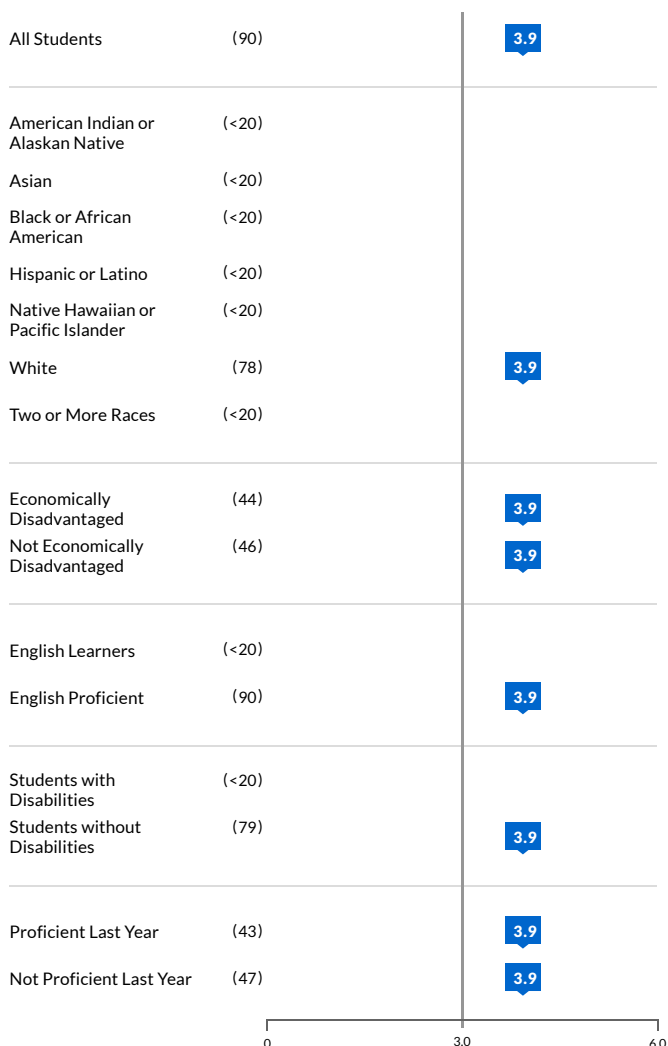 All Students (90) 3.9
American Indian or (<20)
Alaskan Native
Asian (<20)
Black or African (<20)
American
Hispanic or Latino (<20)
Native Hawaiian or (<20)
Pacific Islander
White (78) 3.9
Two or More Races (<20)
Economically (44) 3.9
Disadvantaged
Not Economically (46) 3.9
Disadvantaged
English Learners (<20)
English Proficient (90) 3.9
Students with (<20)
Disabilities
Students without (79) 3.9
Disabilities
Proficient Last Year (43) 3.9
Not Proficient Last Year (47) 3.9
0 3.0 6.0